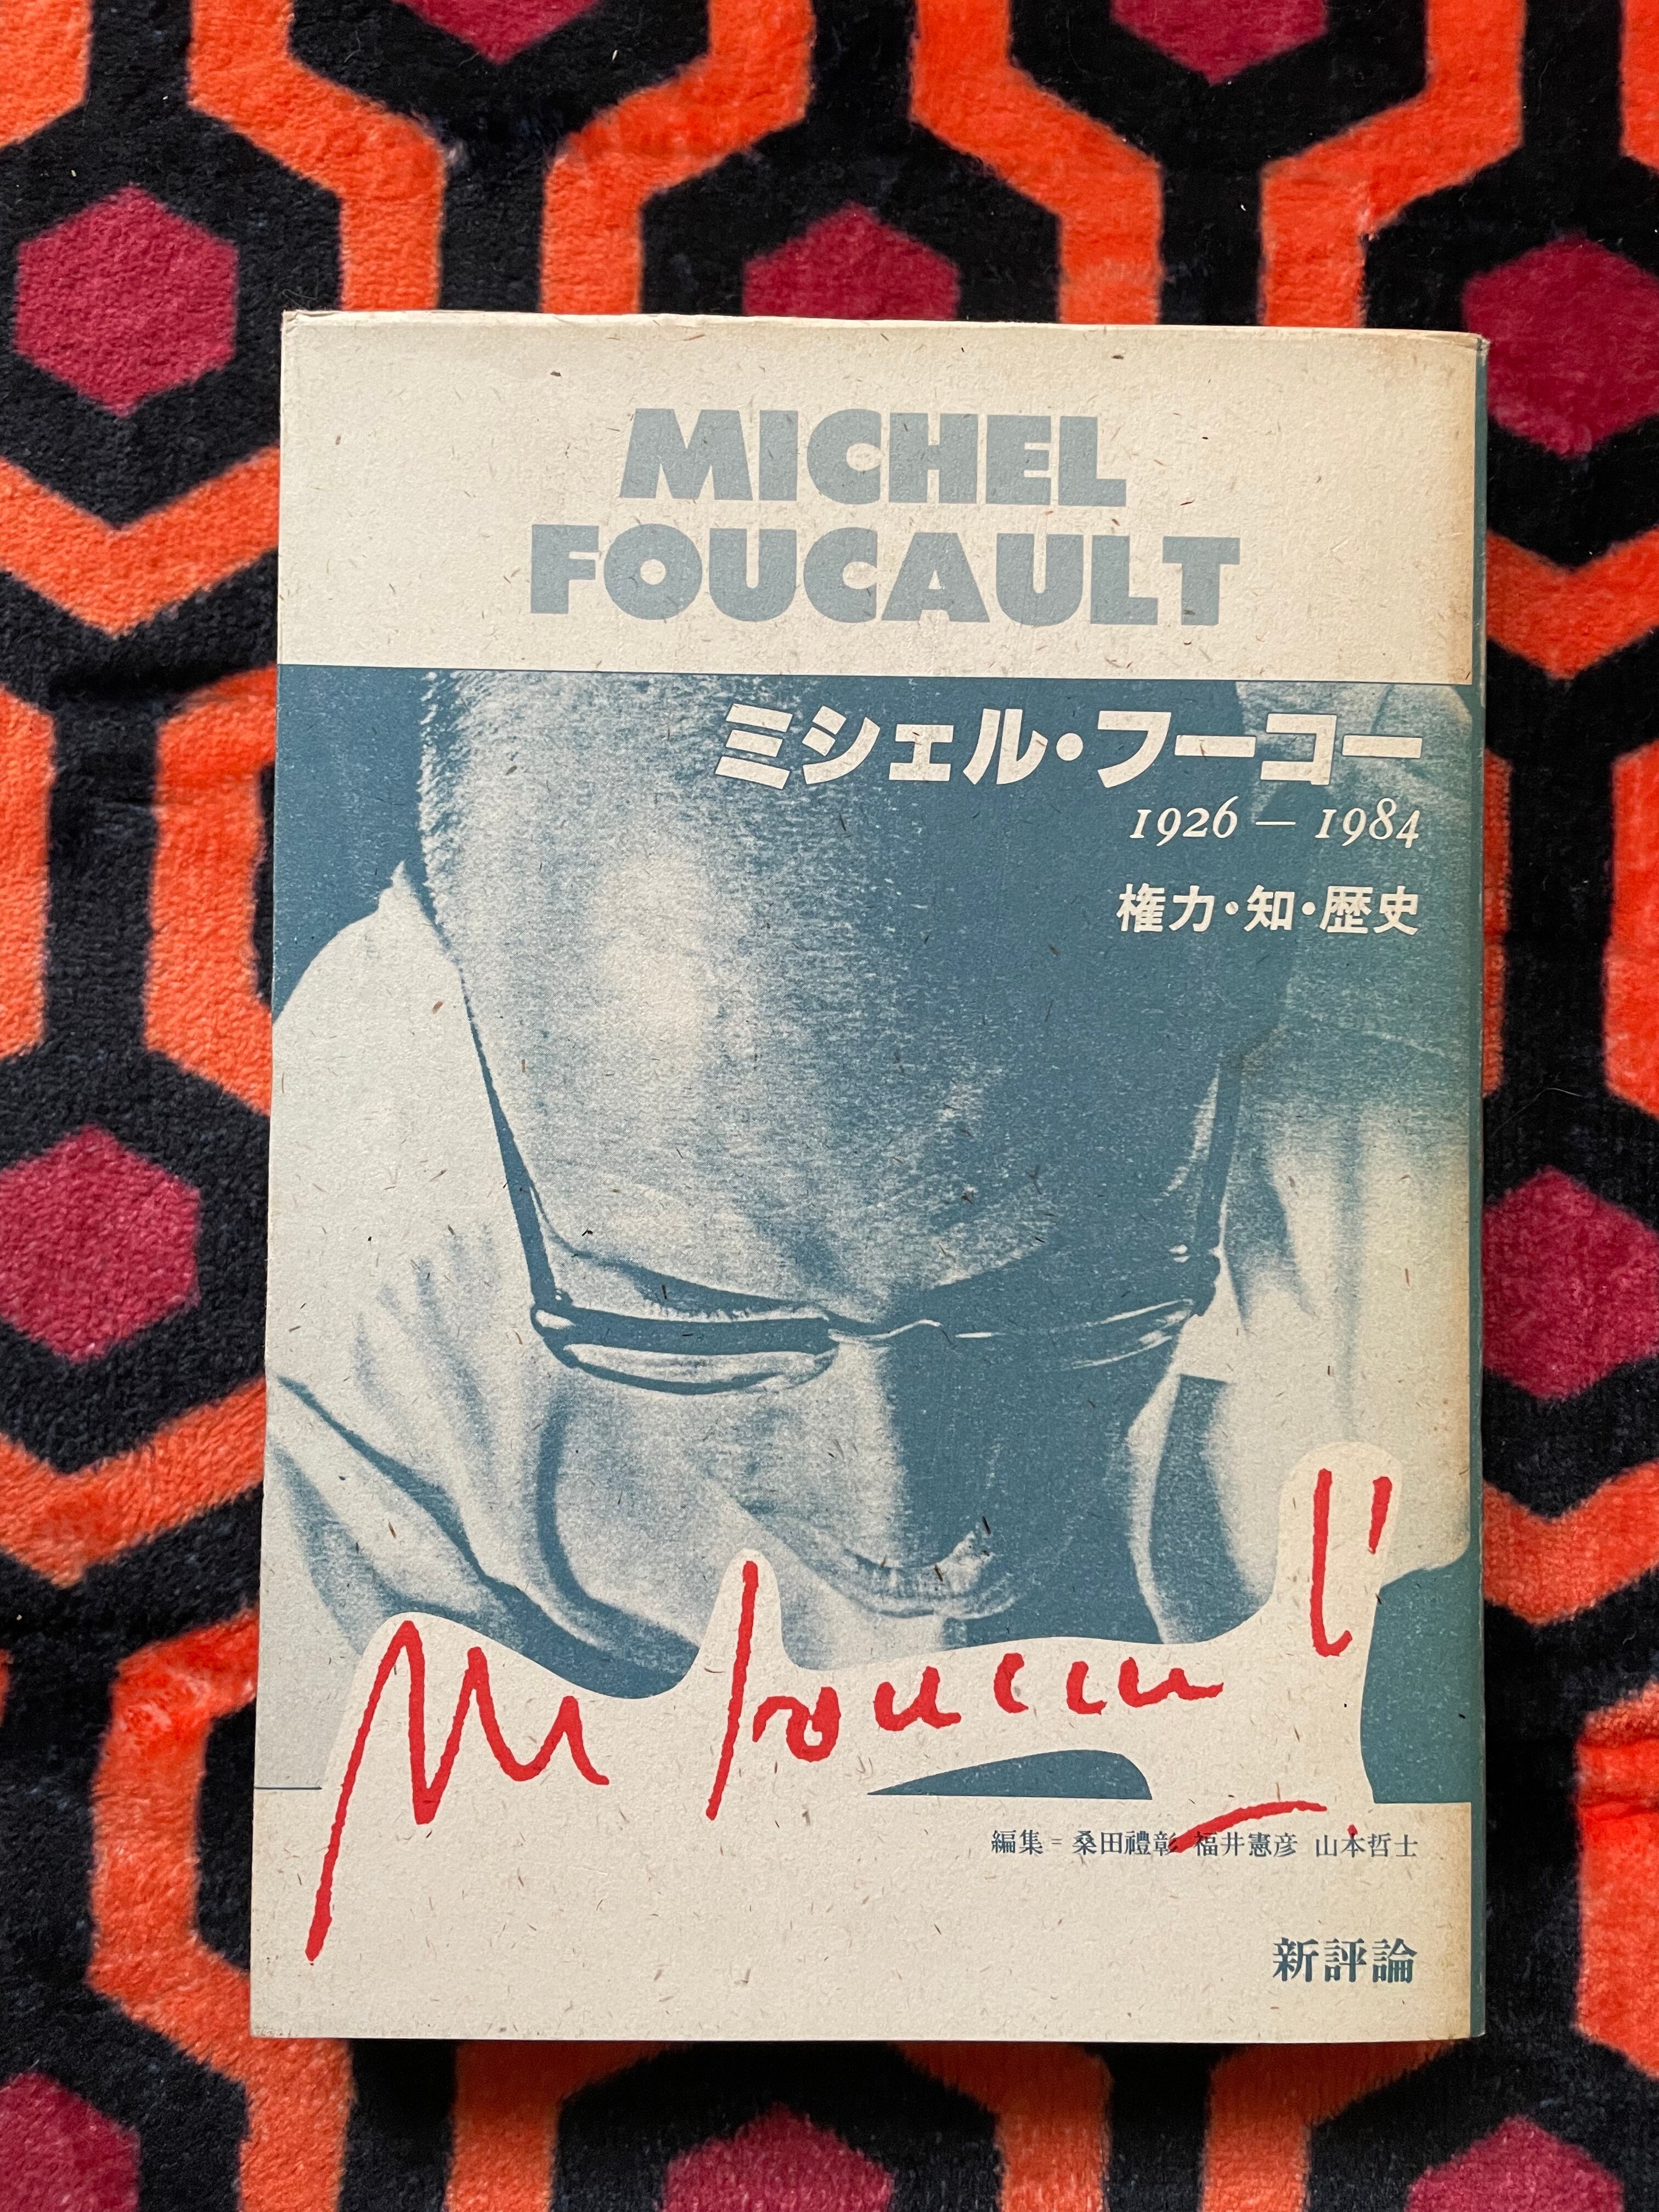 MICHEL
FOUCAULT
ミシェル・フーコー
1926 — 1984
権力・知・歴史
M Foucault
編集＝桑田禮彰 福井憲彦 山本哲士
新評論